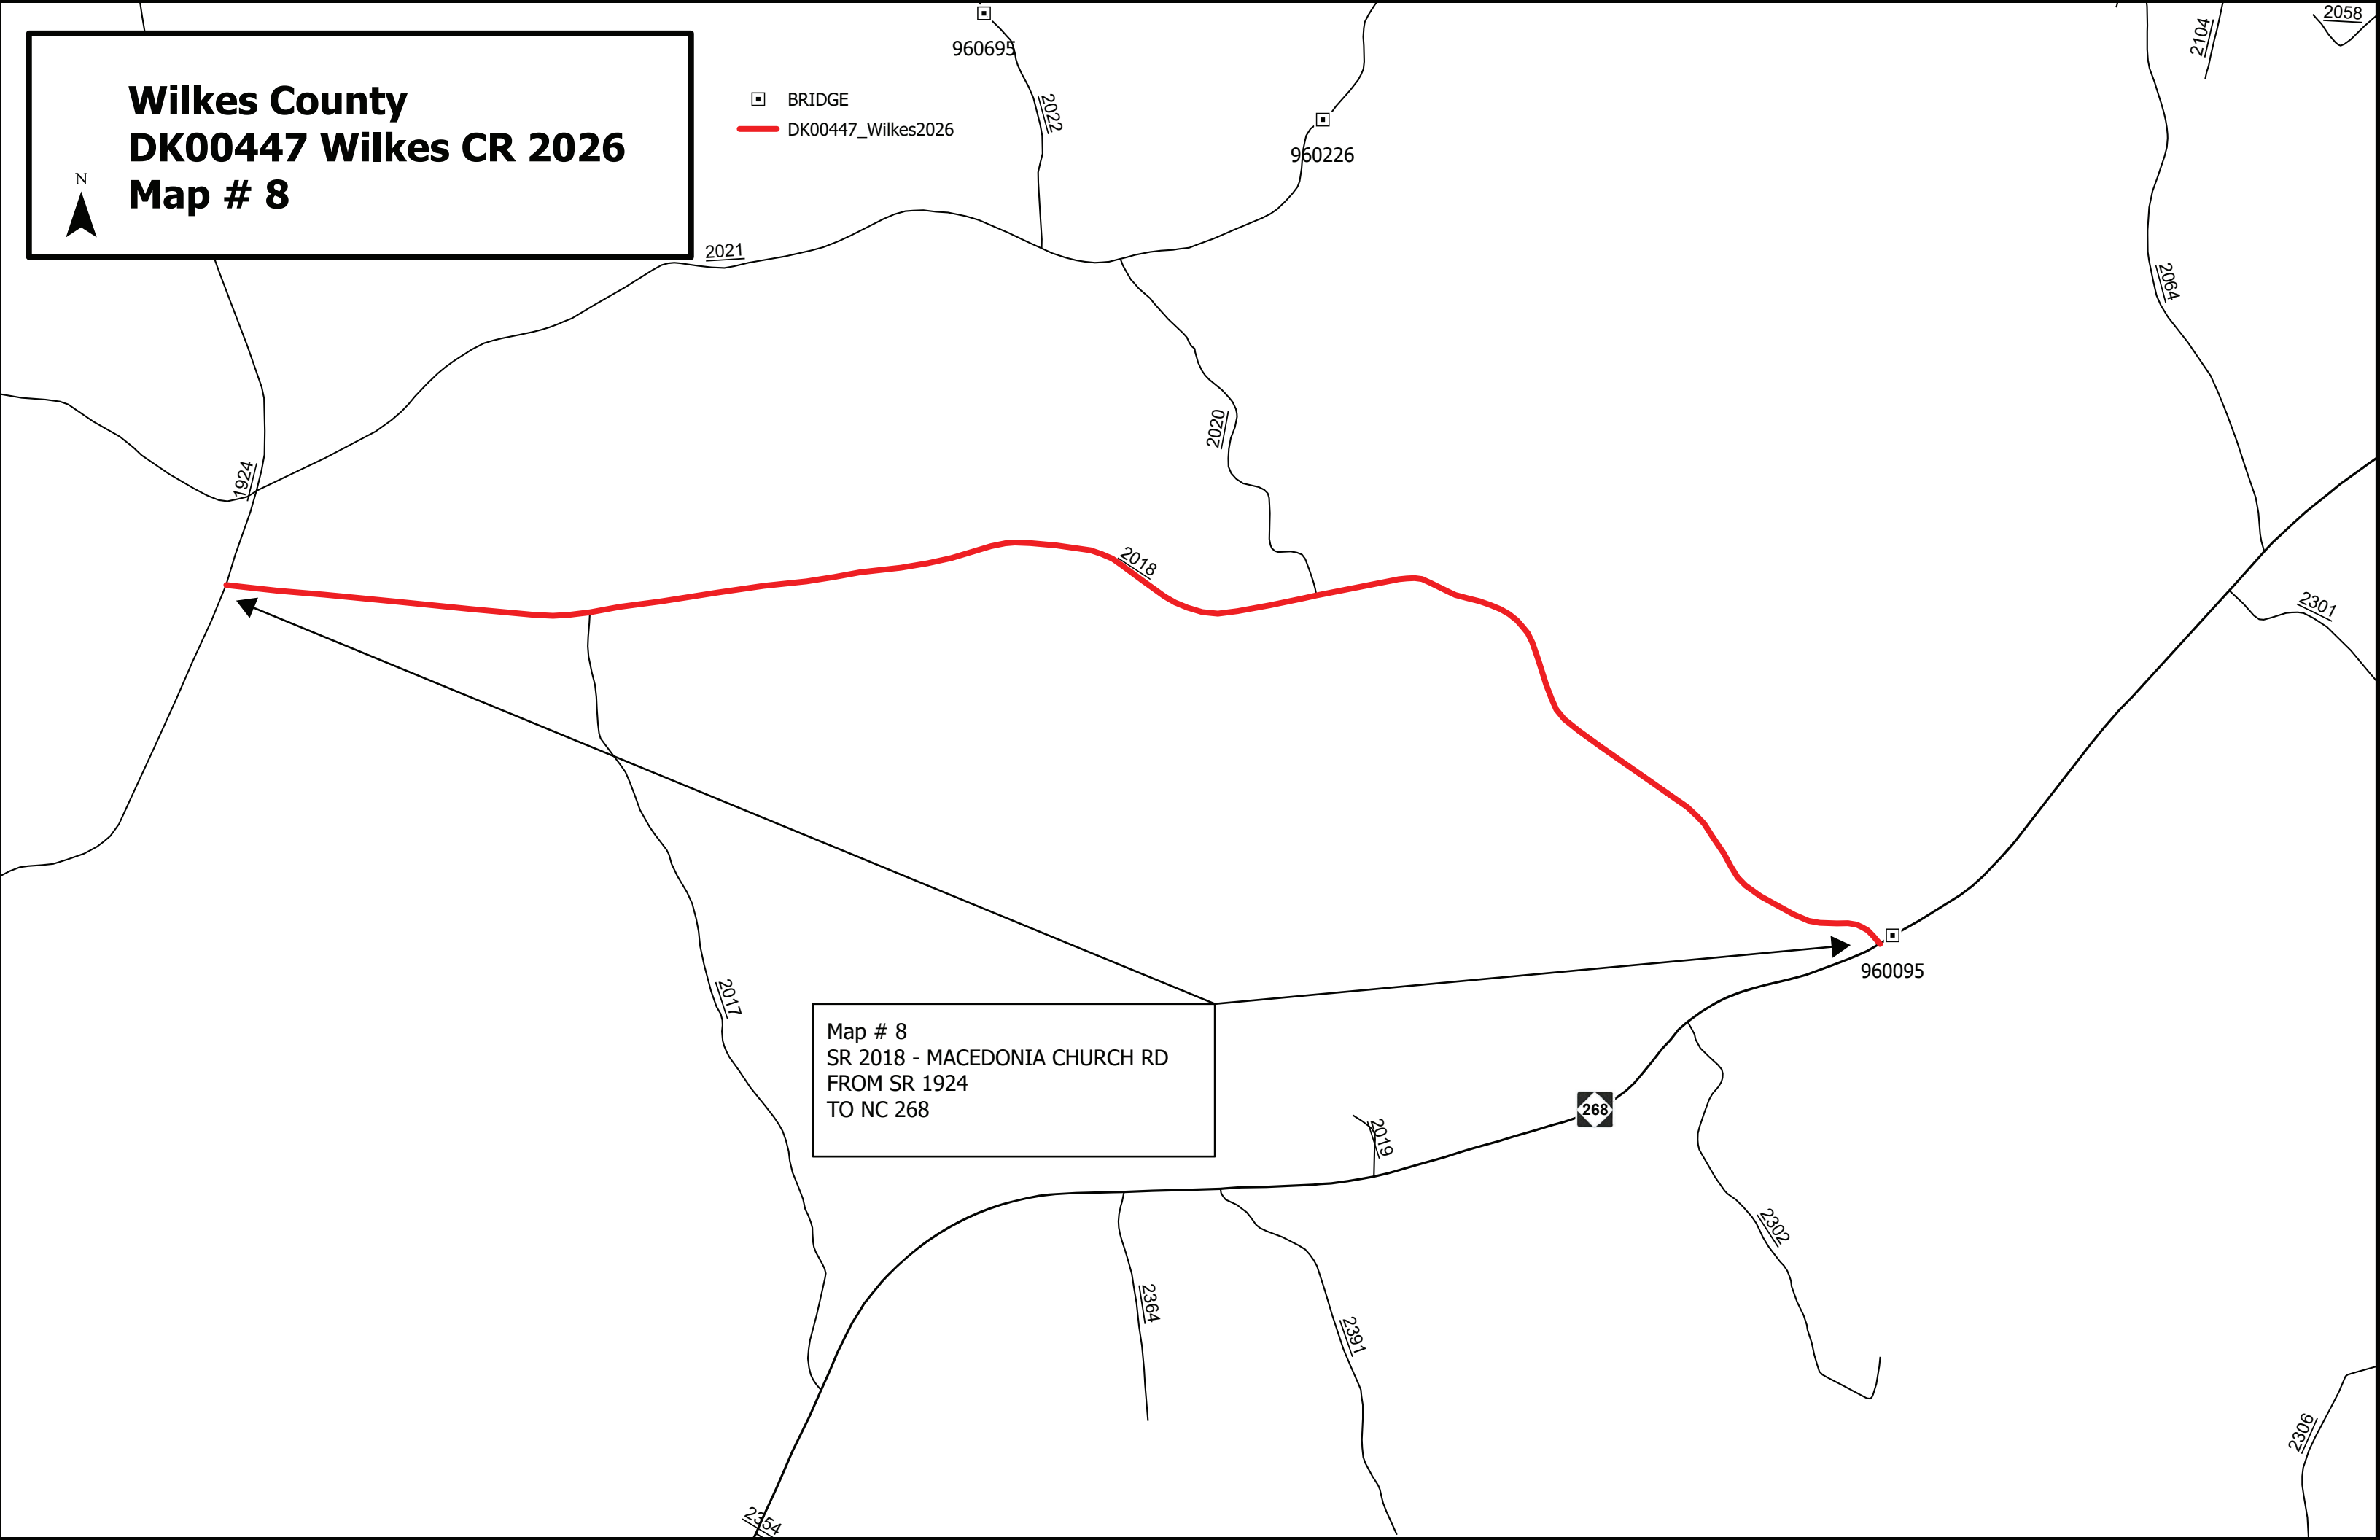 Wilkes County
DK00447 Wilkes CR 2026
Map # 8
N
BRIDGE
DK00447_Wilkes2026
960695
2022
960226
2104
2058
2021
2064
2020
1924
2018
2301
960095
2017
Map # 8
SR 2018 - MACEDONIA CHURCH RD
FROM SR 1924
TO NC 268
268
2019
2302
2364
2391
2306
2354